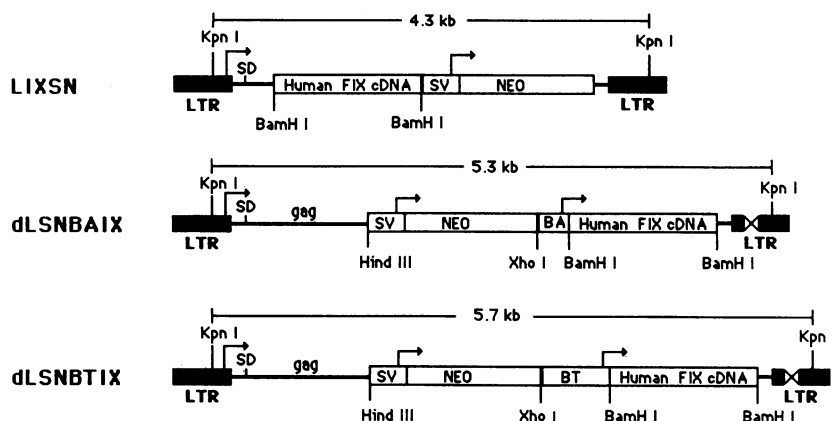 4.3 kb
Kpn I Kpn I
SD
LIXSN Human FIX cDNA SV NEO
LTR LTR
BamH I BamH I
5.3 kb
Kpn I Kpn I
SD gag
dLSNBAIX SV NEO BA Human FIX cDNA
LTR LTR
Hind III Xho I BamH I BamH I
5.7 kb
Kpn I Kpn
SD gag
dLSNBTIX SV NEO BT Human FIX cDNA
LTR LTR
Hind III Xho I BamH I BamH I